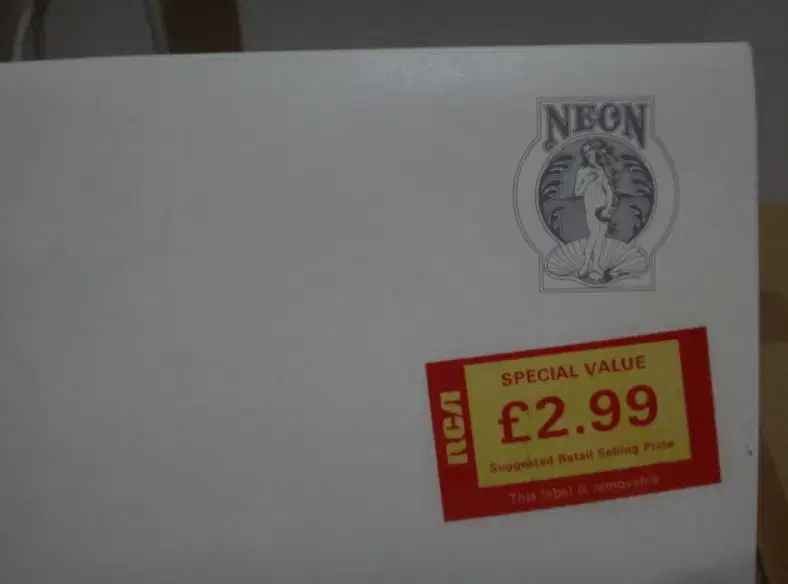 NEON
SPECIAL VALUE
£2.99
RCA
Suggested Retail Selling Price
This label is removable